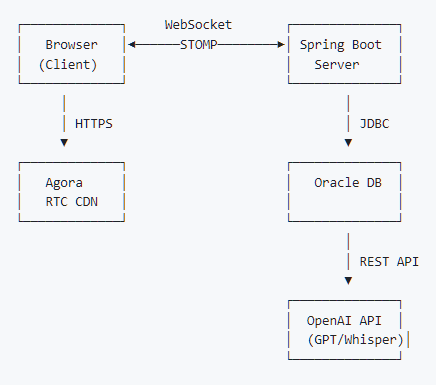 WebSocket
Browser
(Client)
STOMP
Spring Boot
Server
HTTPS
JDBC
Agora
RTC CDN
Oracle DB
REST API
OpenAI API
(GPT/Whisper)